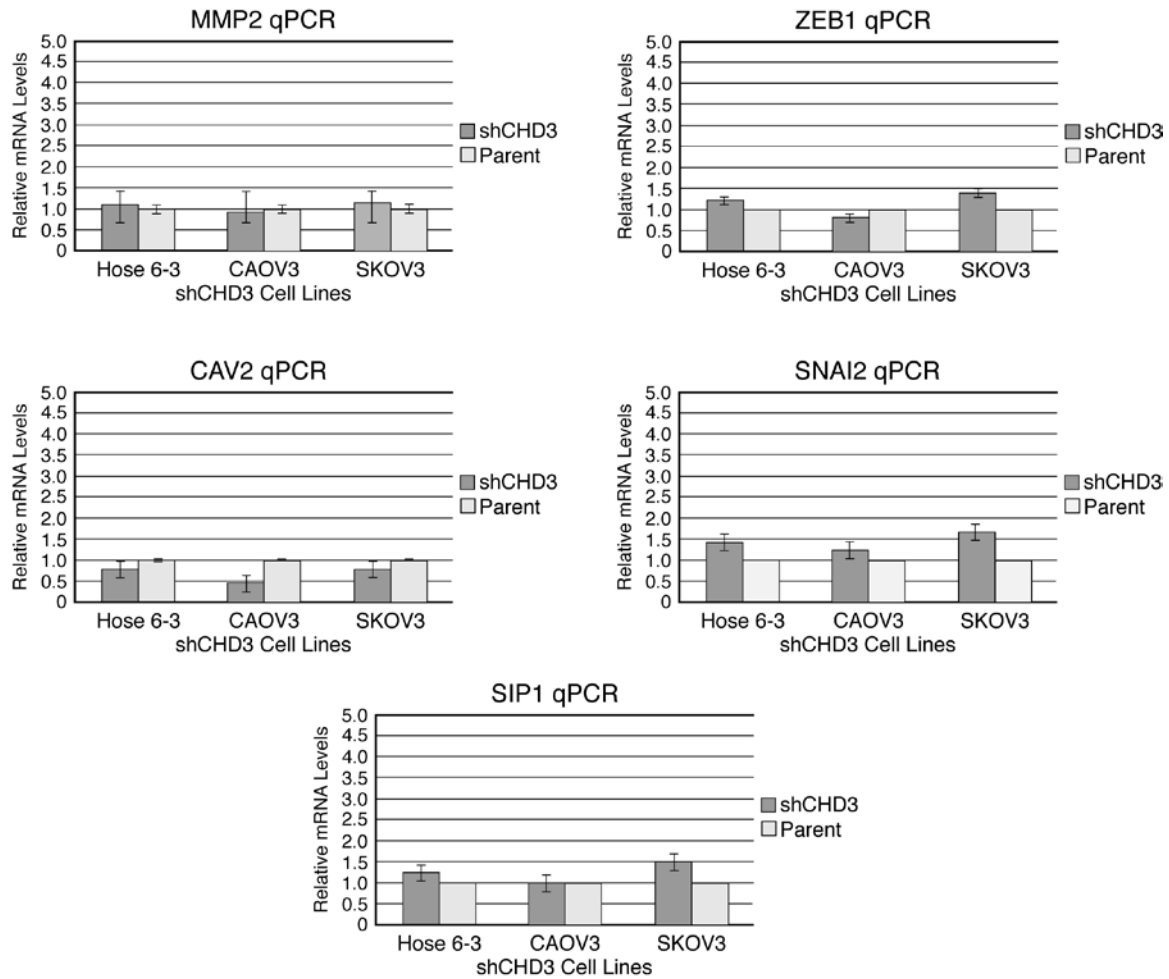 MMP2 qPCR
Relative mRNA Levels
5.0
4.5
4.0
3.5
3.0
2.5
2.0
1.5
1.0
0.5
0
Hose 6-3 CAOV3 SKOV3
shCHD3 Cell Lines
shCHD3
Parent
ZEB1 qPCR
Relative mRNA Levels
5.0
4.5
4.0
3.5
3.0
2.5
2.0
1.5
1.0
0.5
0
Hose 6-3 CAOV3 SKOV3
shCHD3 Cell Lines
shCHD3
Parent
CAV2 qPCR
Relative mRNA Levels
5.0
4.5
4.0
3.5
3.0
2.5
2.0
1.5
1.0
0.5
0
Hose 6-3 CAOV3 SKOV3
shCHD3 Cell Lines
shCHD3
Parent
SNAI2 qPCR
Relative mRNA Levels
5.0
4.5
4.0
3.5
3.0
2.5
2.0
1.5
1.0
0.5
0
Hose 6-3 CAOV3 SKOV3
shCHD3 Cell Lines
shCHD3
Parent
SIP1 qPCR
Relative mRNA Levels
5.0
4.5
4.0
3.5
3.0
2.5
2.0
1.5
1.0
0.5
0
Hose 6-3 CAOV3 SKOV3
shCHD3 Cell Lines
shCHD3
Parent